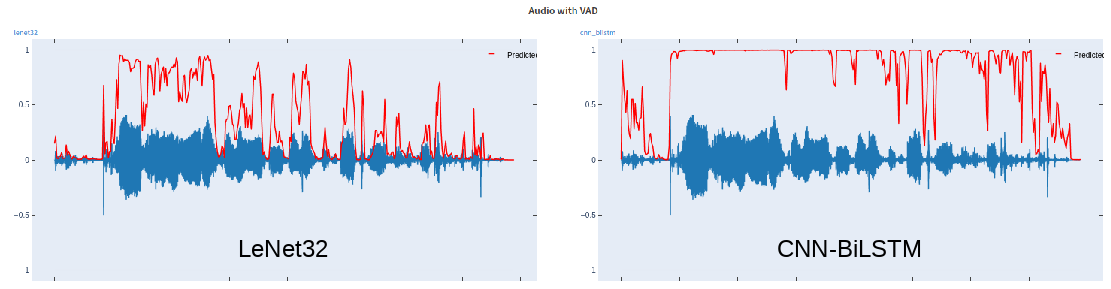 Audio with VAD
lenet32
cnn_bilstm
Predicted
Predicted
1
0.5
0
−0.5
1
1
0.5
0
−0.5
1
LeNet32
CNN-BiLSTM